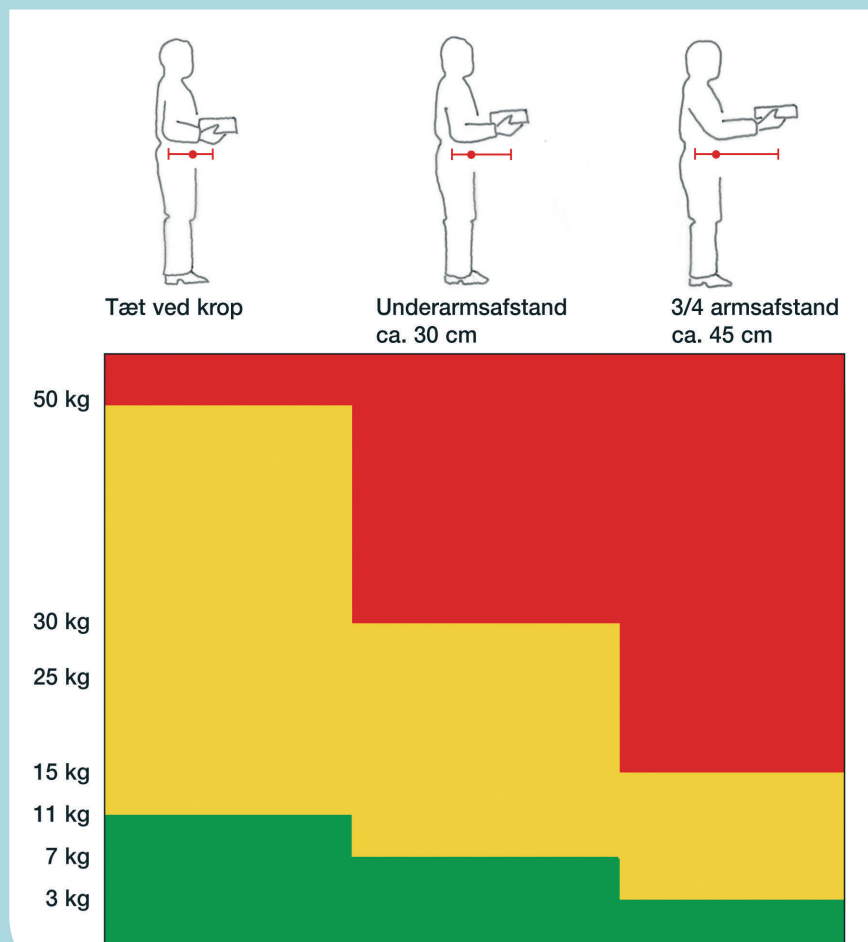 Tæt ved krop
Underarmsafstand
ca. 30 cm
3/4 armsafstand
ca. 45 cm
50 kg
30 kg
25 kg
15 kg
11 kg
7 kg
3 kg